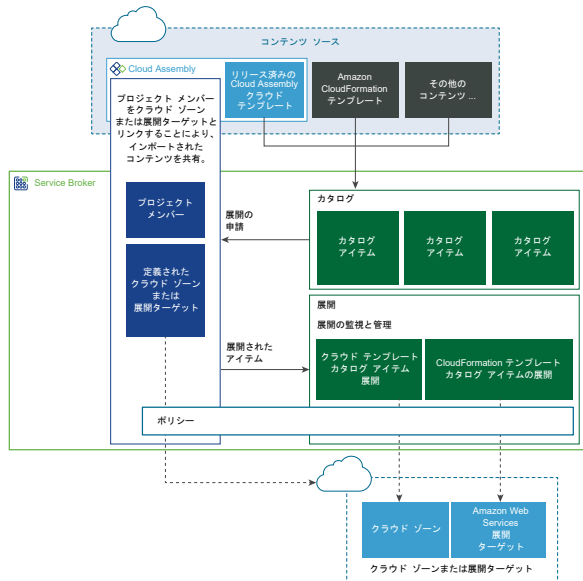 コンテンツ ソース
Cloud Assembly
プロジェクト メンバー
をクラウド ゾーン
または展開ターゲットと
リンクすることにより、
インポートされた
コンテンツを共有。
リリース済みの
Cloud Assembly
クラウド
テンプレート
Amazon
CloudFormation
テンプレート
その他の
コンテンツ ...
Service Broker
プロジェクト
メンバー
定義された
クラウド ゾーン
または
展開ターゲット
展開の
申請
カタログ
カタログ
アイテム
カタログ
アイテム
カタログ
アイテム
展開された
アイテム
展開
展開の監視と管理
クラウド テンプレート
カタログ アイテム
展開
CloudFormation テンプレート
カタログ アイテムの展開
ポリシー
クラウド ゾーン
Amazon Web
Services
展開
ターゲット
クラウド ゾーンまたは展開ターゲット